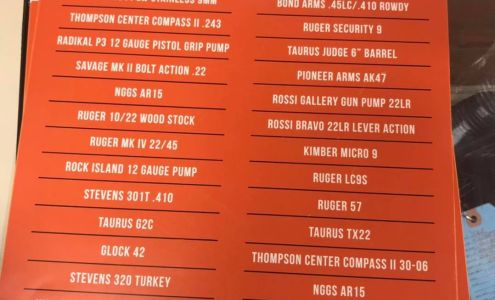 STAINLESS 9MM
THOMPSON CENTER COMPASS II .243
RADIKAL P3 12 GAUGE PISTOL GRIP PUMP
SAVAGE MK II BOLT ACTION .22
NGGS AR15
RUGER 10/22 WOOD STOCK
RUGER MK IV 22/45
ROCK ISLAND 12 GAUGE PUMP
STEVENS 301T .410
TAURUS G2C
GLOCK 42
STEVENS 320 TURKEY
BOND ARMS .45LC/.410 ROWDY
RUGER SECURITY 9
TAURUS JUDGE 6" BARREL
PIONEER ARMS AK47
ROSSI GALLERY GUN PUMP 22LR
ROSSI BRAVO 22LR LEVER ACTION
KIMBER MICRO 9
RUGER LC9S
RUGER 57
TAURUS TX22
THOMPSON CENTER COMPASS II 30-06
NGGS AR15